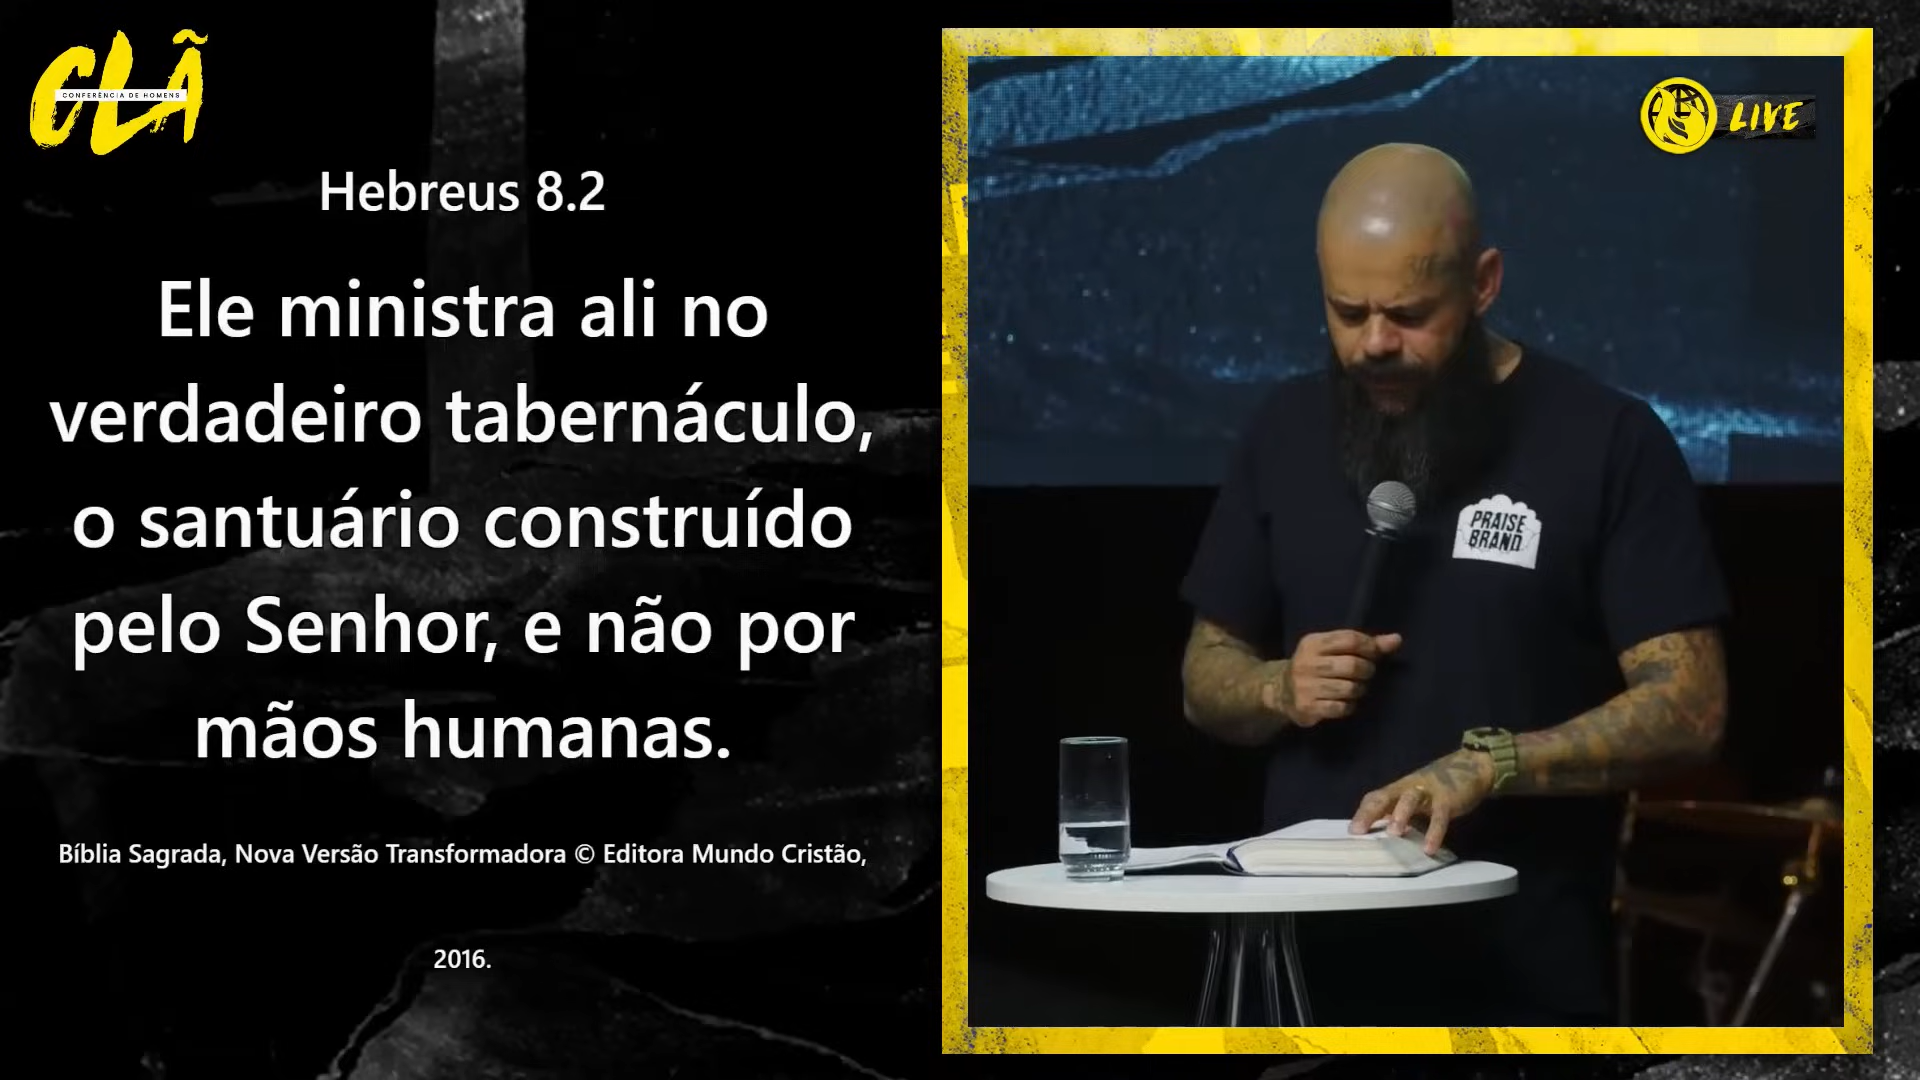 CLÃ
CONFERÊNCIA DE HOMENS
Hebreus 8.2
Ele ministra ali no
verdadeiro tabernáculo,
o santuário construído
pelo Senhor, e não por
mãos humanas.
Bíblia Sagrada, Nova Versão Transformadora © Editora Mundo Cristão,
2016.
LIVE
PRAISE
BRAND